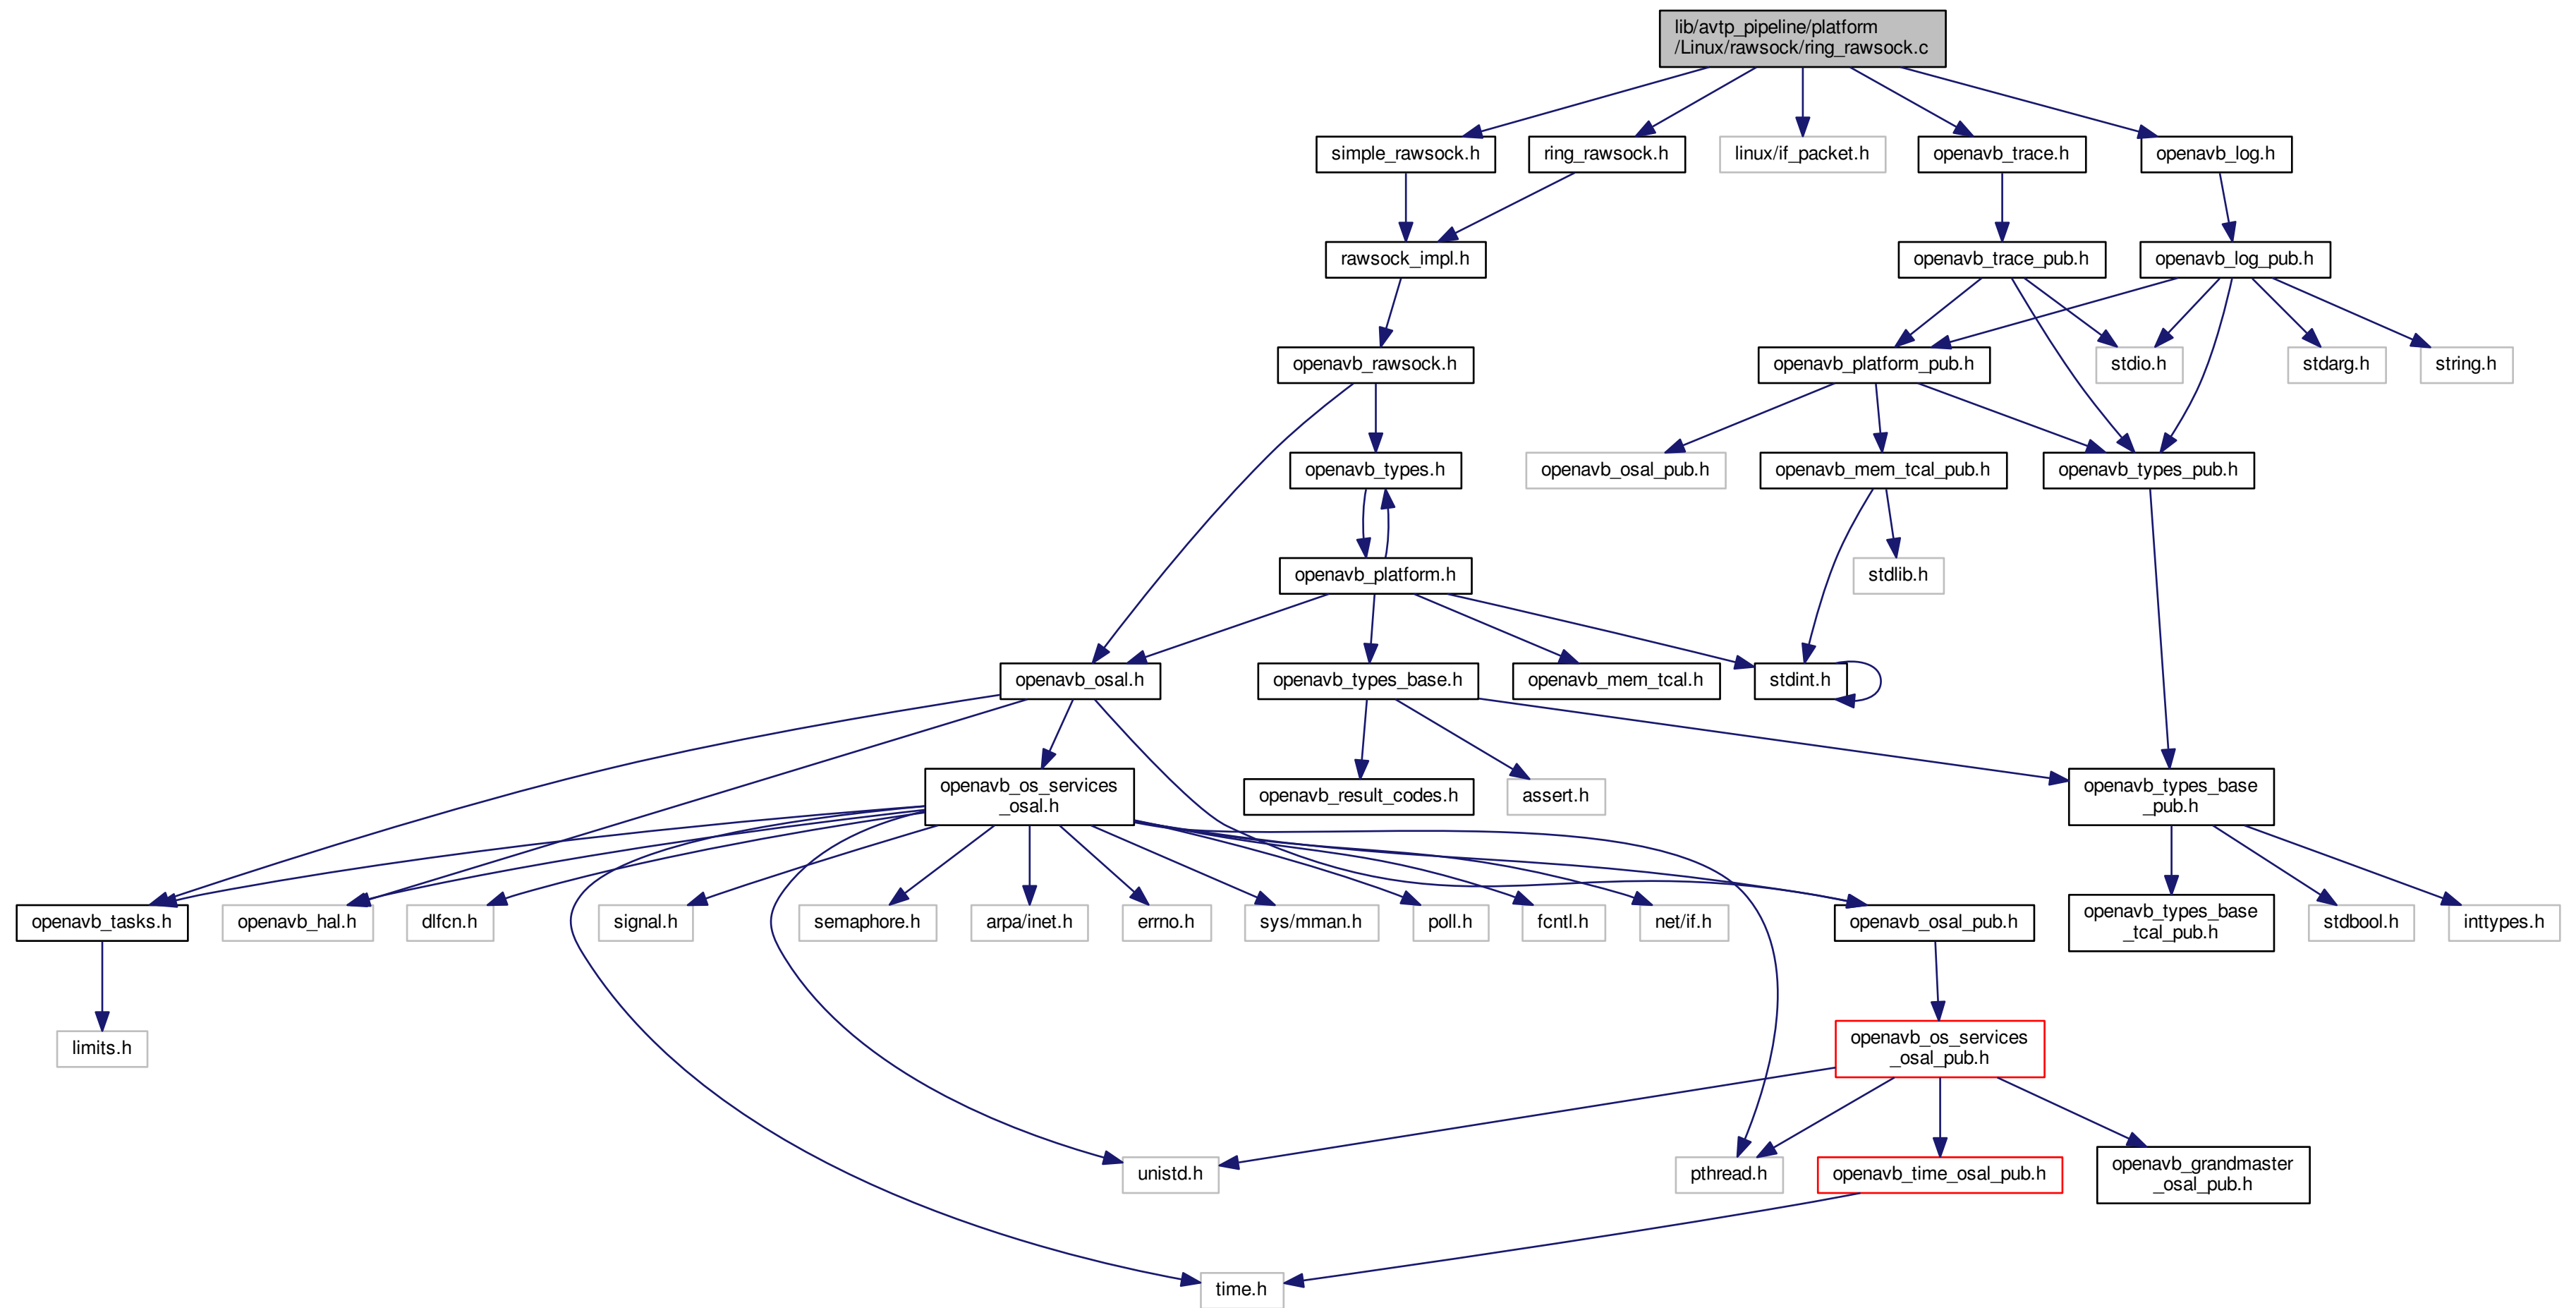 lib/avtp_pipeline/platform
/Linux/rawsock/ring_rawsock.c
simple_rawsock.h
ring_rawsock.h
linux/if_packet.h
openavb_trace.h
openavb_log.h
rawsock_impl.h
openavb_trace_pub.h
openavb_log_pub.h
openavb_rawsock.h
openavb_platform_pub.h
stdio.h
stdarg.h
string.h
openavb_types.h
openavb_osal_pub.h
openavb_mem_tcal_pub.h
openavb_types_pub.h
openavb_platform.h
stdlib.h
openavb_osal.h
openavb_types_base.h
openavb_mem_tcal.h
stdint.h
openavb_os_services
_osal.h
openavb_result_codes.h
assert.h
openavb_types_base
_pub.h
openavb_tasks.h
openavb_hal.h
dlfcn.h
signal.h
semaphore.h
arpa/inet.h
errno.h
sys/mman.h
poll.h
fcntl.h
net/if.h
openavb_osal_pub.h
openavb_types_base
_tcal_pub.h
stdbool.h
inttypes.h
limits.h
openavb_os_services
_osal_pub.h
unistd.h
pthread.h
openavb_time_osal_pub.h
openavb_grandmaster
_osal_pub.h
time.h